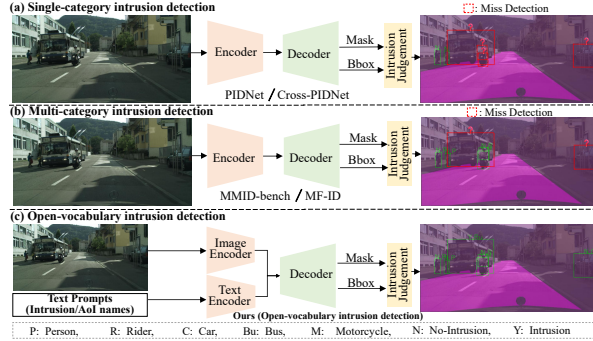 (a) Single-category intrusion detection
: Miss Detection
Encoder
Decoder
Mask
Bbox
Intrusion
Judgement
PIDNet / Cross-PIDNet
(b) Multi-category intrusion detection
: Miss Detection
Encoder
Decoder
Mask
Bbox
Intrusion
Judgement
MMID-bench / MF-ID
(c) Open-vocabulary intrusion detection
Image
Encoder
Text
Encoder
Decoder
Mask
Bbox
Intrusion
Judgement
Text Prompts
(Intrusion/AoI names)
Ours (Open-vocabulary intrusion detection)
P: Person, R: Rider, C: Car, Bu: Bus, M: Motorcycle, N: No-Intrusion, Y: Intrusion